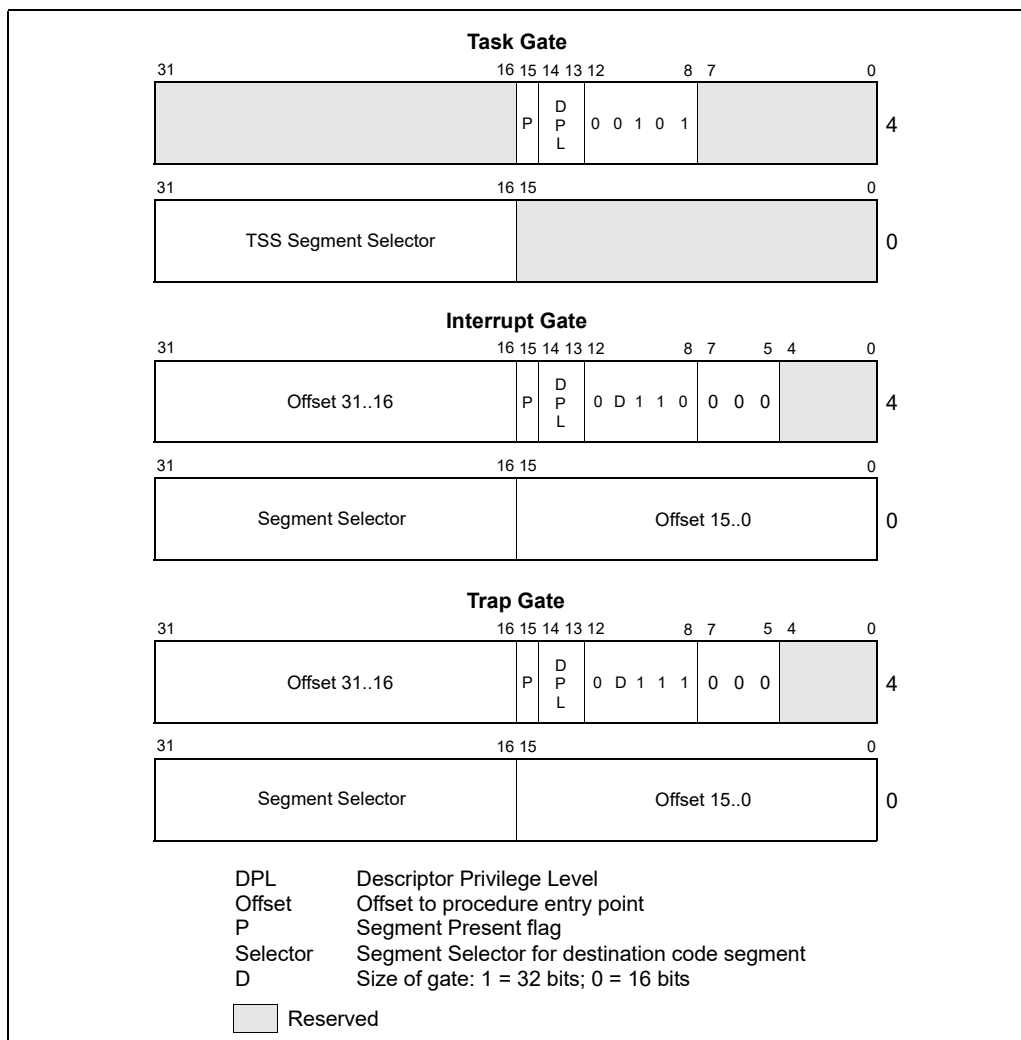 Task Gate
31 16 15 14 13 12 8 7 0
P D P L 0 0 1 0 1 4
31 16 15 0
TSS Segment Selector 0
Interrupt Gate
31 16 15 14 13 12 8 7 5 4 0
Offset 31..16 P D P L 0 D 1 1 0 0 0 0 4
31 16 15 0
Segment Selector Offset 15..0 0
Trap Gate
31 16 15 14 13 12 8 7 5 4 0
Offset 31..16 P D P L 0 D 1 1 1 0 0 0 4
31 16 15 0
Segment Selector Offset 15..0 0
DPL Descriptor Privilege Level
Offset Offset to procedure entry point
P Segment Present flag
Selector Segment Selector for destination code segment
D Size of gate: 1 = 32 bits; 0 = 16 bits
Reserved